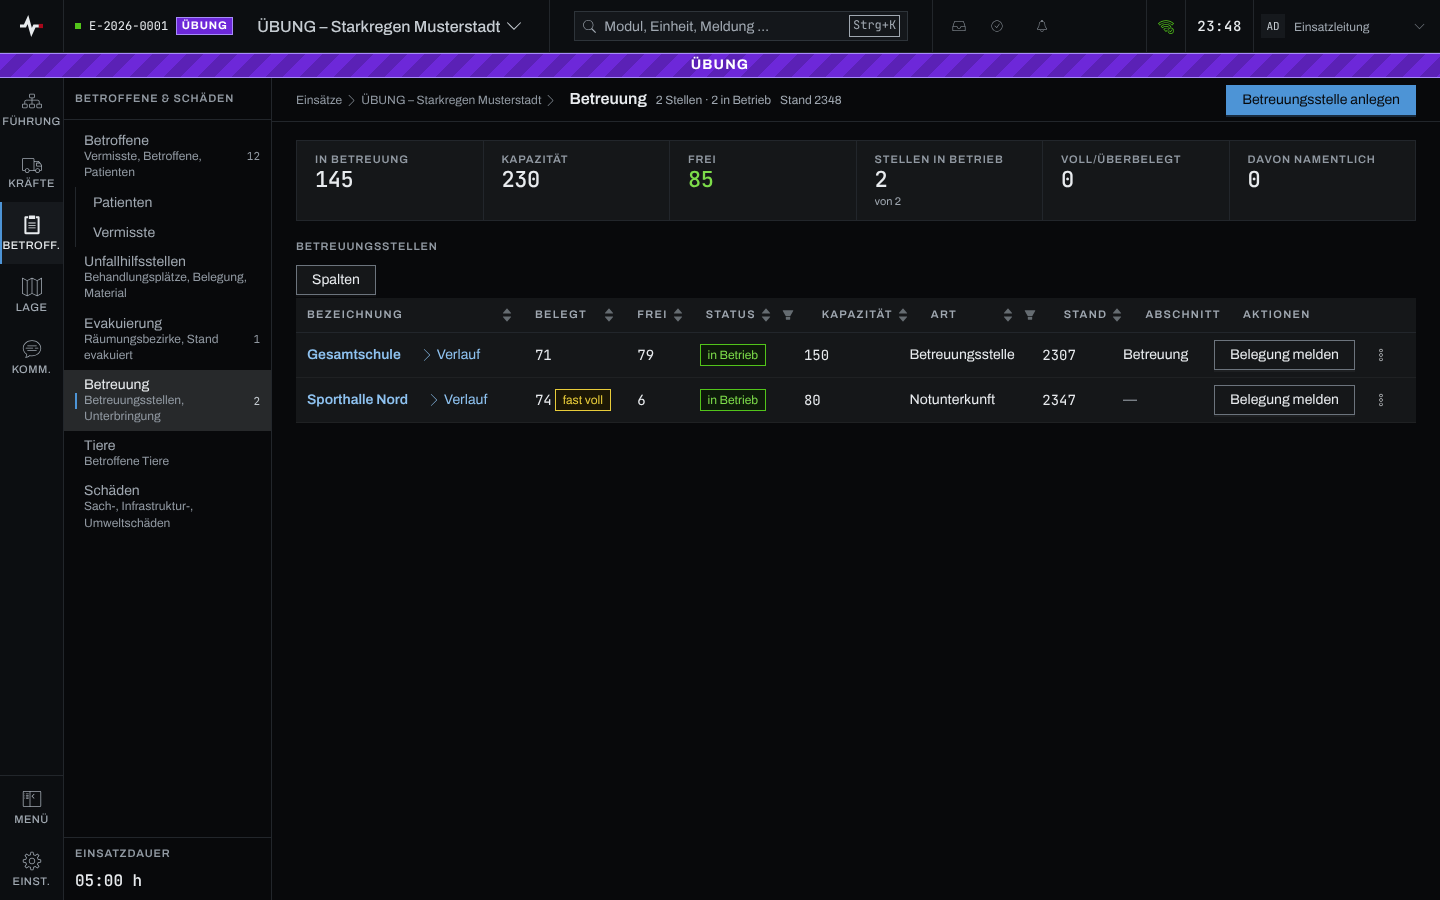 E-2026-0001 ÜBUNG ÜBUNG – Starkregen Musterstadt Modul, Einheit, Meldung ... Strg+K 23:48 AD Einsatzleitung
ÜBUNG
FÜHRUNG
KRÄFTE
BETROFF.
LAGE
KOMM.
MENÜ
EINST.
BETROFFENE & SCHÄDEN
Betroffene
Vermisste, Betroffene, 12
Patienten
Patienten
Vermisste
Unfallhilfsstellen
Behandlungsplätze, Belegung,
Material
Evakuierung
Räumungsbezirke, Stand 1
evakuiert
Betreuung
Betreuungsstellen, 2
Unterbringung
Tiere
Betroffene Tiere
Schäden
Sach-, Infrastruktur-,
Umweltschäden
EINSATZDAUER
05:00 h
Einsätze ÜBUNG – Starkregen Musterstadt Betreuung 2 Stellen · 2 in Betrieb Stand 2348 Betreuungsstelle anlegen
IN BETREUUNG KAPAZITÄT FREI STELLEN IN BETRIEB VOLL/ÜBERBELEGT DAVON NAMENTLICH
145 230 85 2 0 0
von 2
BETREUUNGSSTELLEN
Spalten
BEZEICHNUNG BELEGT FREI STATUS KAPAZITÄT ART STAND ABSCHNITT AKTIONEN
Gesamtschule Verlauf 71 79 in Betrieb 150 Betreuungsstelle 2307 Betreuung Belegung melden
Sporthalle Nord Verlauf 74 fast voll 6 in Betrieb 80 Notunterkunft 2347 — Belegung melden